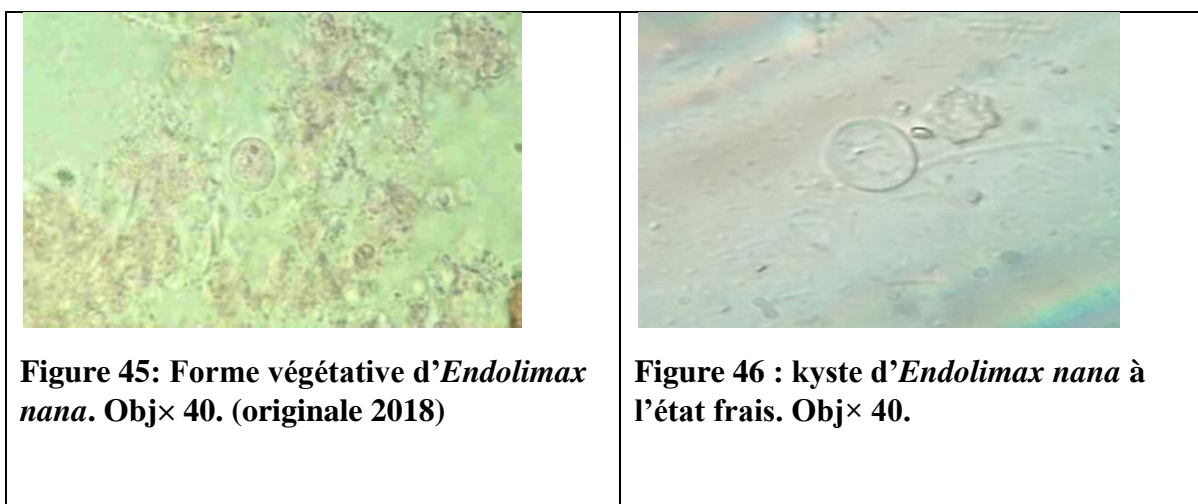 Figure 45: Forme végétative d’Endolimax
nana. Obj× 40. (originale 2018)
Figure 46 : kyste d’Endolimax nana à
l’état frais. Obj× 40.